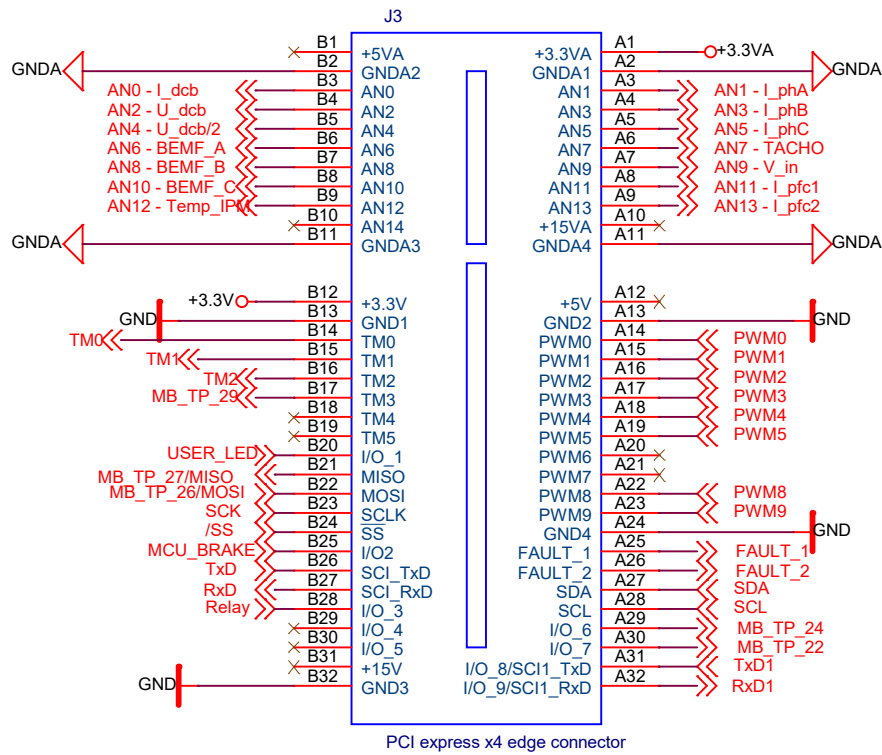 J3
B1 +5VA +3.3VA A1 +3.3VA
GNDA B2 GNDA2 GNDA1 A2 GNDA
AN0 - I_dcb B3 AN0 AN1 A3 AN1 - I_phA
AN2 - U_dcb B4 AN2 AN3 A4 AN3 - I_phB
AN4 - U_dcb/2 B5 AN4 AN5 A5 AN5 - I_phC
AN6 - BEMF_A B6 AN6 AN7 A6 AN7 - TACHO
AN8 - BEMF_B B7 AN8 AN9 A7 AN9 - V_in
AN10 - BEMF_C B8 AN10 AN11 A8 AN11 - I_pfc1
AN12 - Temp_IPM B9 AN12 AN13 A9 AN13 - I_pfc2
B10 AN14 +15VA A10
GNDA B11 GNDA3 GNDA4 A11 GNDA
+3.3V B12 +3.3V +5V A12
GND B13 GND1 GND2 A13 GND
TM0 B14 TM0 PWM0 A14 PWM0
TM1 B15 TM1 PWM1 A15 PWM1
TM2 B16 TM2 PWM2 A16 PWM2
MB_TP_29 B17 TM3 PWM3 A17 PWM3
B18 TM4 PWM4 A18 PWM4
B19 TM5 PWM5 A19 PWM5
USER_LED B20 I/O_1 PWM6 A20
MB_TP_27/MISO B21 MISO PWM7 A21
MB_TP_26/MOSI B22 MOSI PWM8 A22 PWM8
SCK B23 SCLK PWM9 A23 PWM9
/SS B24 SS GND4 A24 GND
MCU_BRAKE B25 I/O2 FAULT_1 A25 FAULT_1
TxD B26 SCI_TxD FAULT_2 A26 FAULT_2
RxD B27 SCI_RxD SDA A27 SDA
Relay B28 I/O_3 SCL A28 SCL
B29 I/O_4 I/O_6 A29 MB_TP_24
B30 I/O_5 I/O_7 A30 MB_TP_22
B31 +15V I/O_8/SCI1_TxD A31 TxD1
GND B32 GND3 I/O_9/SCI1_RxD A32 RxD1
PCI express x4 edge connector